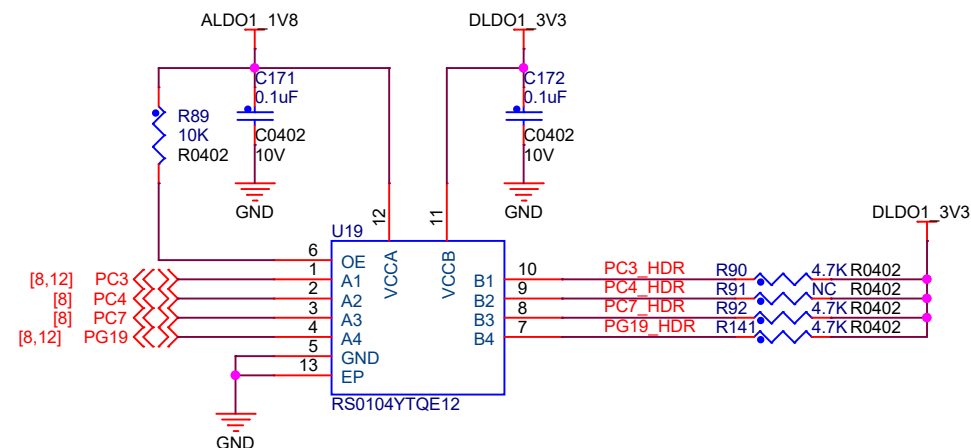 ALDO1_1V8
DLDO1_3V3
C171
0.1uF
C0402
10V
GND
C172
0.1uF
C0402
10V
GND
R89
10K
R0402
DLDO1_3V3
12
11
U19
VCCA
VCCB
6 OE
[8,12] PC3 1 A1
[8] PC4 2 A2
[8] PC7 3 A3
[8,12] PG19 4 A4
5 GND
13 EP
B1 10 PC3_HDR R90 4.7K R0402
B2 9 PC4_HDR R91 NC R0402
B3 8 PC7_HDR R92 4.7K R0402
B4 7 PG19_HDR R141 4.7K R0402
RS0104YTQE12
GND